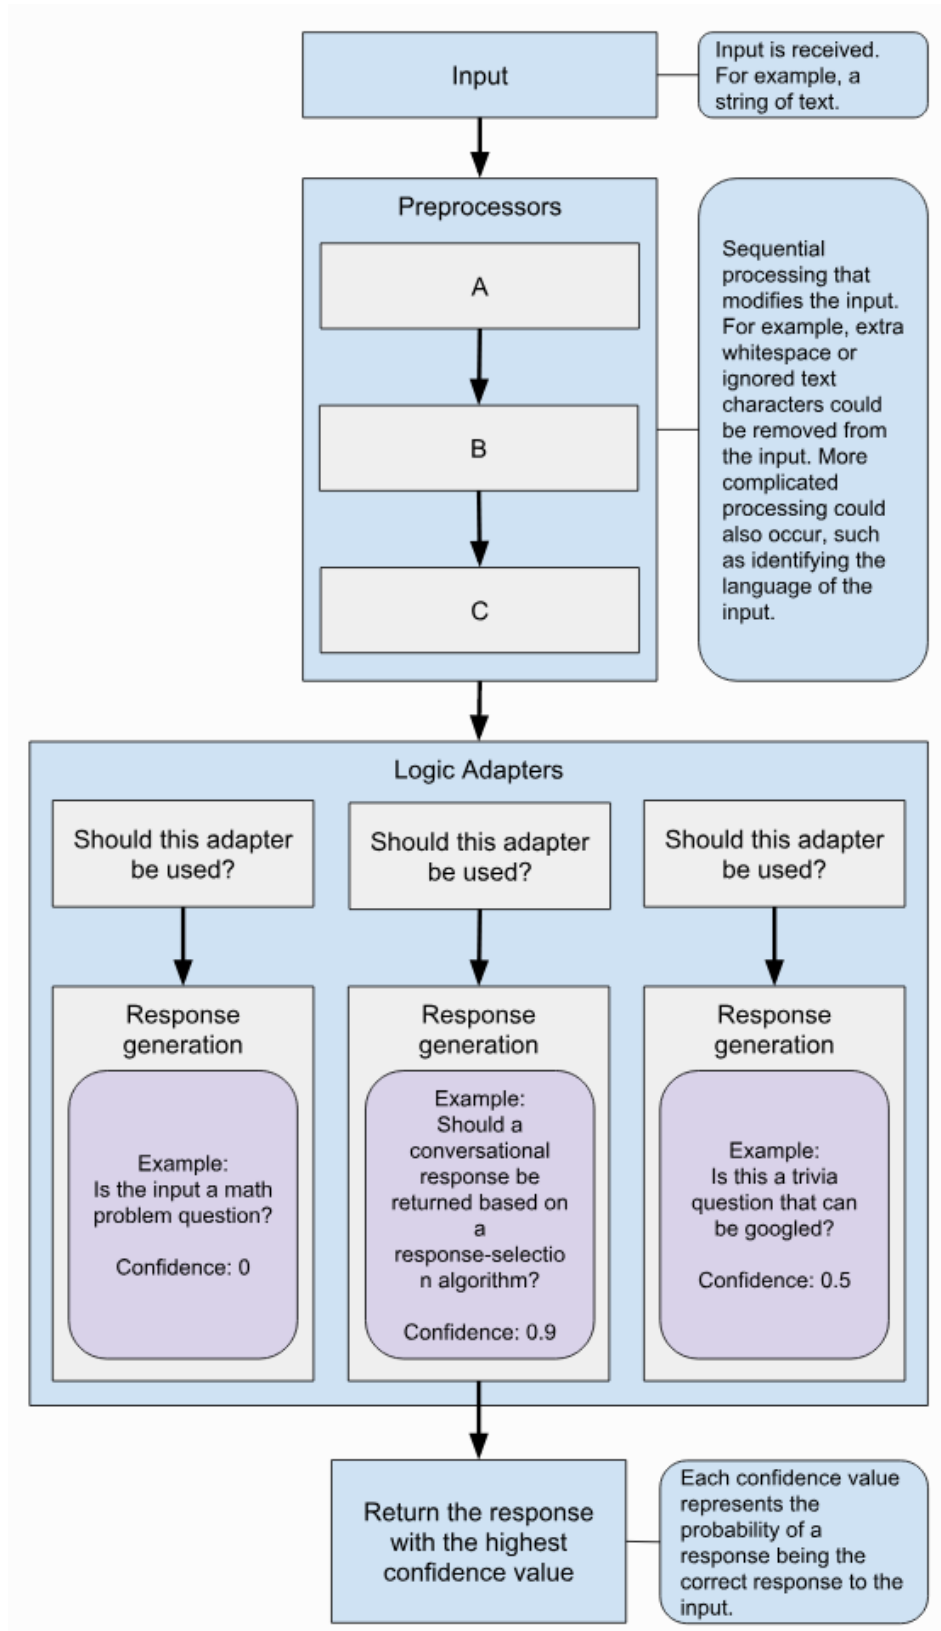 Input
Input is received.
For example, a
string of text.
Preprocessors
A
B
C
Sequential
processing that
modifies the input.
For example, extra
whitespace or
ignored text
characters could
be removed from
the input. More
complicated
processing could
also occur, such
as identifying the
language of the
input.
Logic Adapters
Should this adapter
be used?
Response
generation
Example:
Is the input a math
problem question?
Confidence: 0
Should this adapter
be used?
Response
generation
Example:
Should a
conversational
response be
returned based on
a
response-selectio
n algorithm?
Confidence: 0.9
Should this adapter
be used?
Response
generation
Example:
Is this a trivia
question that can
be googled?
Confidence: 0.5
Return the response
with the highest
confidence value
Each confidence value
represents the
probability of a
response being the
correct response to the
input.